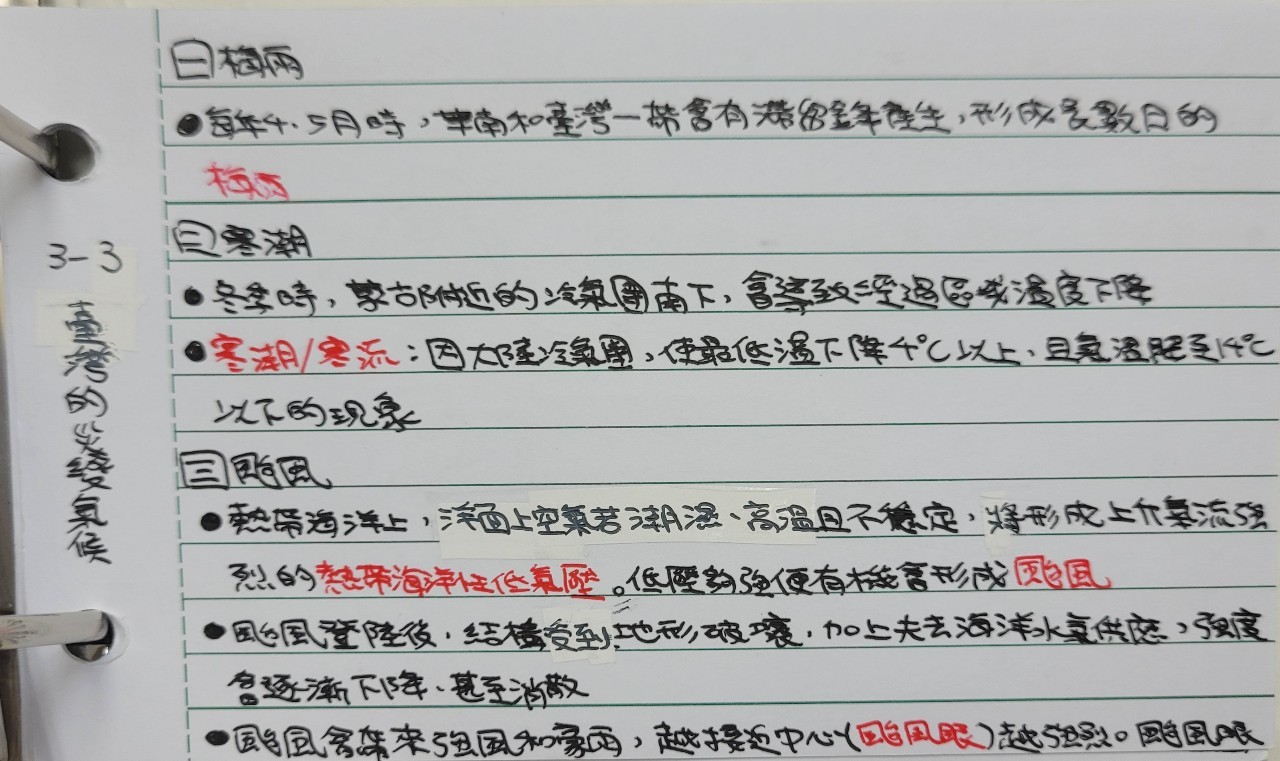 3-3
臺灣的災變氣候
一 梅雨
●每年4、5月時，華南和臺灣一帶會有滯留鋒產生，形成長數日的
梅雨
二 寒潮
●冬季時，蒙古附近的冷氣團南下，會導致經過區域溫度下降
●寒潮/寒流：因大陸冷氣團，使最低溫下降4°C以上，且氣溫降至14°C
以下的現象
三 颱風
●熱帶海洋上，洋面上空氣若潮濕、高溫且不穩定，將形成上升氣流強
烈的熱帶海洋性低氣壓。低壓夠強便有機會形成颱風
●颱風登陸後，結構受到地形破壞，加上失去海洋水氣供應，強度
會逐漸下降、甚至消散
●颱風會帶來強風和豪雨，越接近中心(颱風眼)越強烈。颱風眼